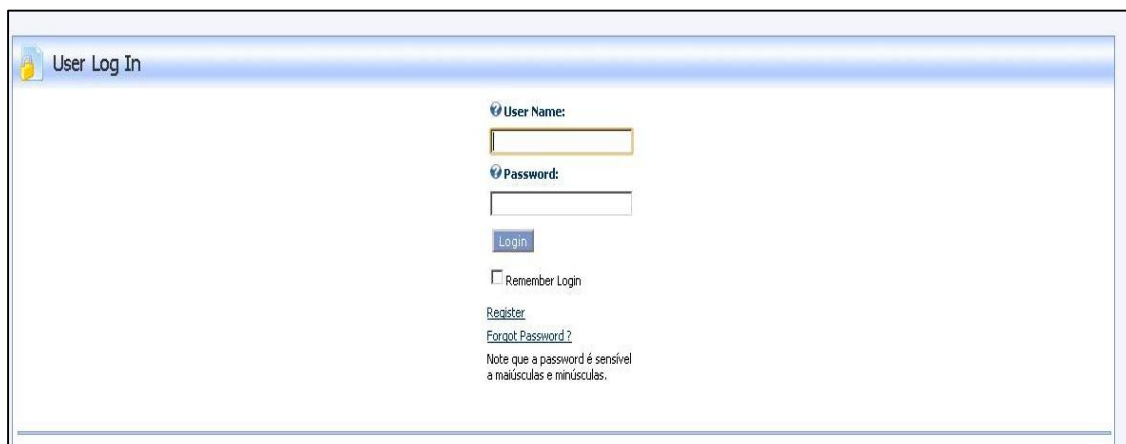 User Log In
User Name:
Password:
Login
Remember Login
Register
Forgot Password ?
Note que a password é sensível
a maiúsculas e minúsculas.